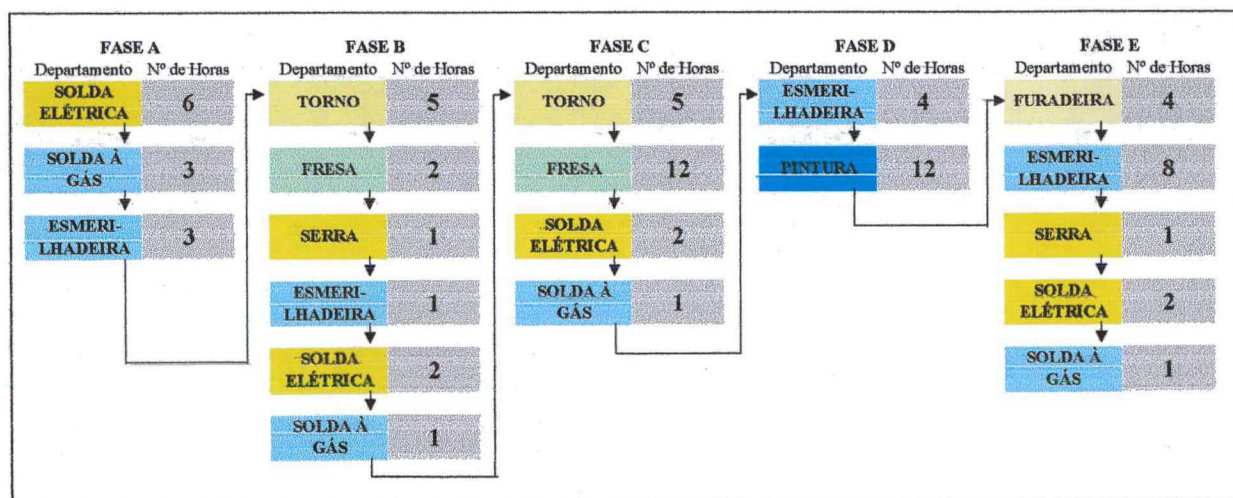 FASE A
Departamento Nº de Horas
SOLDA
ELÉTRICA 6
SOLDA À
GÁS 3
ESMERI-
LHADEIRA 3
FASE B
Departamento Nº de Horas
TORNO 5
FRESA 2
SERRA 1
ESMERI-
LHADEIRA 1
SOLDA
ELÉTRICA 2
SOLDA À
GÁS 1
FASE C
Departamento Nº de Horas
TORNO 5
FRESA 12
SOLDA
ELÉTRICA 2
SOLDA À
GÁS 1
FASE D
Departamento Nº de Horas
ESMERI-
LHADEIRA 4
PINTURA 12
FASE E
Departamento Nº de Horas
FURADEIRA 4
ESMERI-
LHADEIRA 8
SERRA 1
SOLDA
ELÉTRICA 2
SOLDA À
GÁS 1